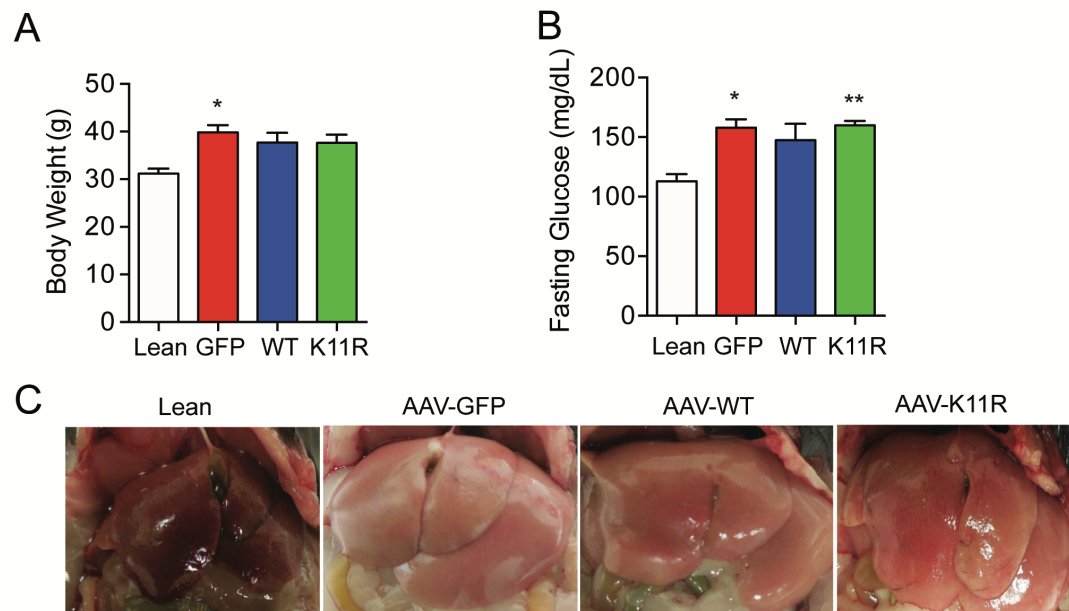 A
Body Weight (g)
50
40
30
20
10
0
*
Lean GFP WT K11R
B
Fasting Glucose (mg/dL)
200
150
100
50
0
*
**
Lean GFP WT K11R
C
Lean AAV-GFP AAV-WT AAV-K11R